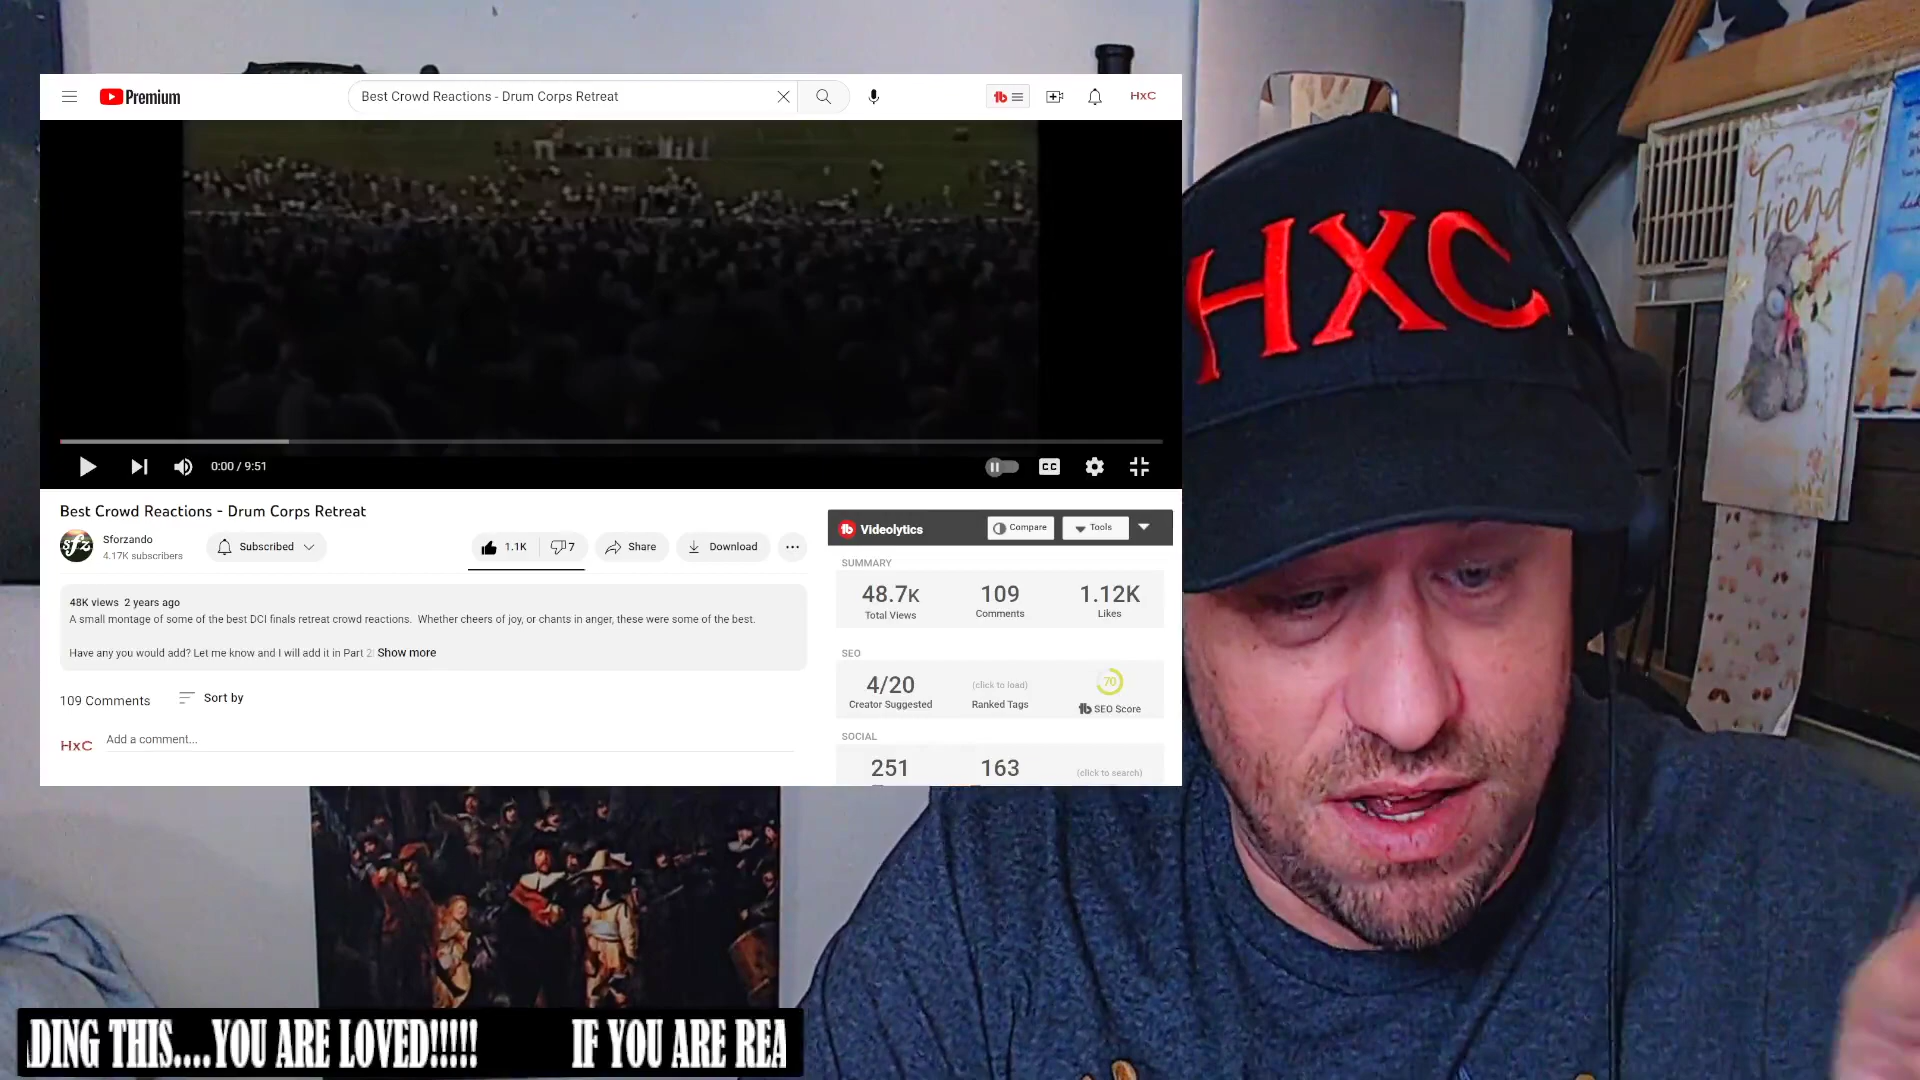 Premium
Best Crowd Reactions - Drum Corps Retreat
HxC
0:00 / 9:51
CC
Best Crowd Reactions - Drum Corps Retreat
sfz
Sforzando
4.17K subscribers
Subscribed
1.1K
7
Share
Download
48K views 2 years ago
A small montage of some of the best DCI finals retreat crowd reactions. Whether cheers of joy, or chants in anger, these were some of the best.
Have any you would add? Let me know and I will add it in Part 2! Show more
109 Comments
Sort by
HxC
Add a comment...
Videolytics
Compare
Tools
SUMMARY
48.7K
109
1.12K
Total Views
Comments
Likes
SEO
4/20
(click to load)
70
Creator Suggested
Ranked Tags
tb SEO Score
SOCIAL
251
163
(click to search)
HXC
For a Special
Friend
DING THIS....YOU ARE LOVED!!!!!
IF YOU ARE REA